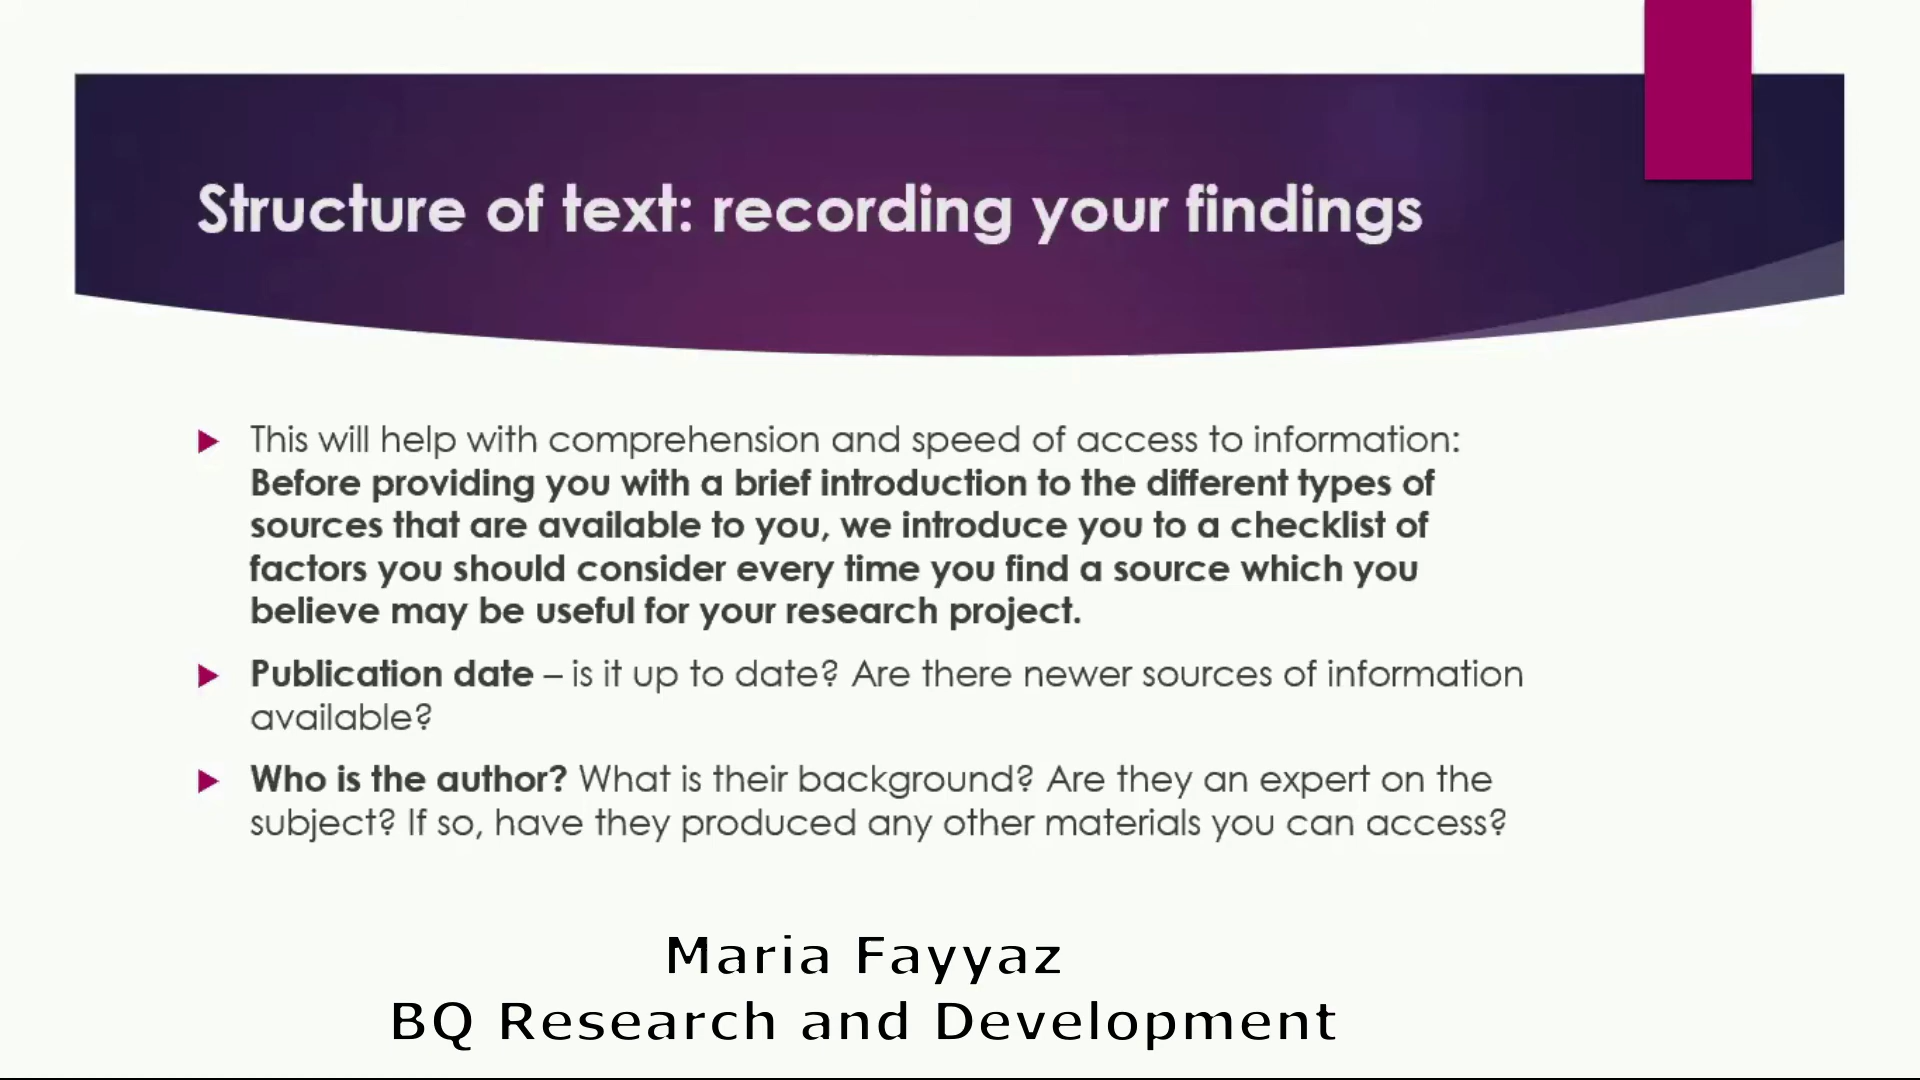 Structure of text: recording your findings
This will help with comprehension and speed of access to information:
Before providing you with a brief introduction to the different types of
sources that are available to you, we introduce you to a checklist of
factors you should consider every time you find a source which you
believe may be useful for your research project.
Publication date – is it up to date? Are there newer sources of information
available?
Who is the author? What is their background? Are they an expert on the
subject? If so, have they produced any other materials you can access?
Maria Fayyaz
BQ Research and Development